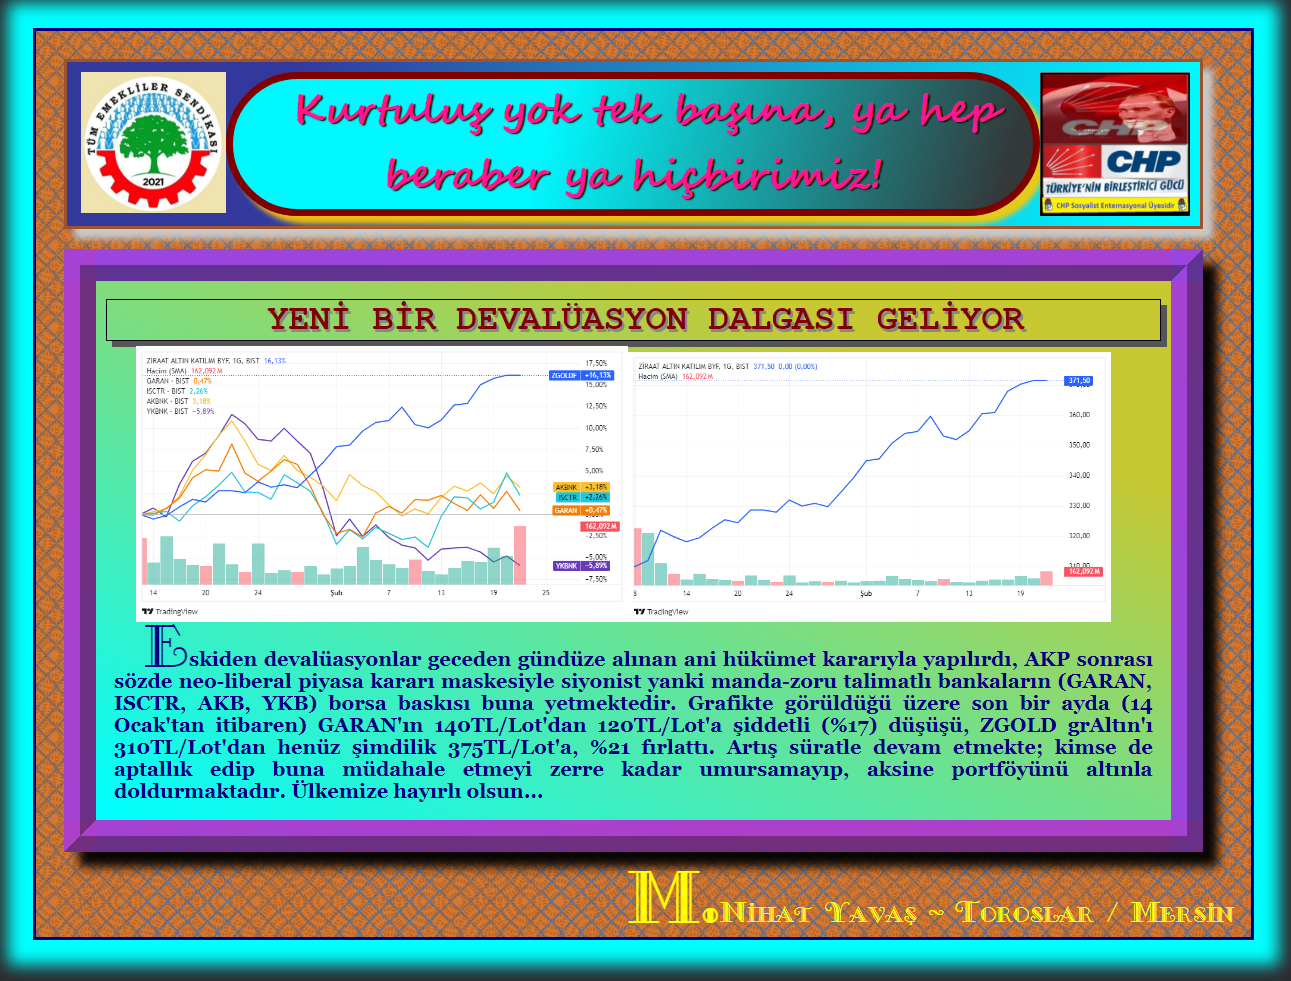 TÜM EMEKLİLER SENDİKASI
2021
Kurtuluş yok tek başına, ya hep
beraber ya hiçbirimiz!
CHP
CHP
TÜRKİYE'NİN BİRLEŞTİRİCİ GÜCÜ
CHP Sosyalist Enternasyonal Üyesidir
YENİ BİR DEVALÜASYON DALGASI GELİYOR
ZİRAAT ALTIN KATILIM BYF, 1G, BIST 16,13%
Hacim (SMA) 162,092M
GARAN - BIST 0,47%
ISCTR - BIST 2,26%
AKBNK - BIST 3,18%
YKBNK - BIST −5,89%
17,50%
ZGOLDF +16,13%
15,00%
12,50%
10,00%
7,50%
5,00%
AKBNK +3,18%
ISCTR +2,26%
GARAN +0,47%
162,092M
−2,50%
−5,00%
YKBNK −5,89%
−7,50%
14 20 24 Şub 7 13 19 25
TradingView
ZİRAAT ALTIN KATILIM BYF, 1G, BIST 371,50 0,00 (0,00%)
Hacim (SMA) 162,092M
371,50
360,00
350,00
340,00
330,00
320,00
310,00
162,092M
8 14 20 24 Şub 7 13 19
TradingView
Eskiden devalüasyonlar geceden gündüze alınan ani hükümet kararıyla yapılırdı, AKP sonrası
sözde neo-liberal piyasa kararı maskesiyle siyonist yanki manda-zoru talimatlı bankaların (GARAN,
ISCTR, AKB, YKB) borsa baskısı buna yetmektedir. Grafikte görüldüğü üzere son bir ayda (14
Ocak'tan itibaren) GARAN'ın 140TL/Lot'dan 120TL/Lot'a şiddetli (%17) düşüşü, ZGOLD grAltın'ı
310TL/Lot'dan henüz şimdilik 375TL/Lot'a, %21 fırlattı. Artış süratle devam etmekte; kimse de
aptallık edip buna müdahale etmeyi zerre kadar umursamayıp, aksine portföyünü altınla
doldurmaktadır. Ülkemize hayırlı olsun...
M.Nihat Yavaş ~ Toroslar / Mersin